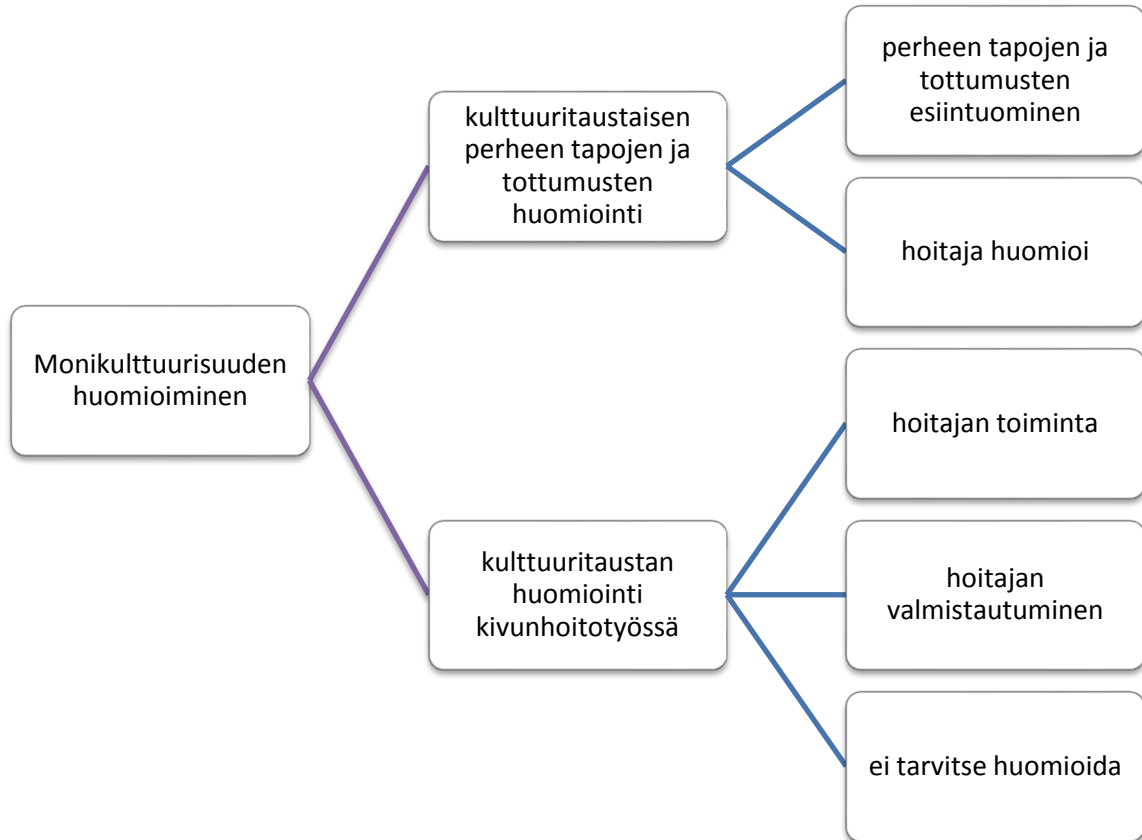 Monikulttuurisuuden
huomioiminen
kulttuuritaustaisen
perheen tapojen ja
tottumusten
huomiointi
perheen tapojen ja
tottumusten
esiintuominen
hoitaja huomioi
kulttuuritaustan
huomiointi
kivunhoitotyössä
hoitajan toiminta
hoitajan
valmistautuminen
ei tarvitse huomioida